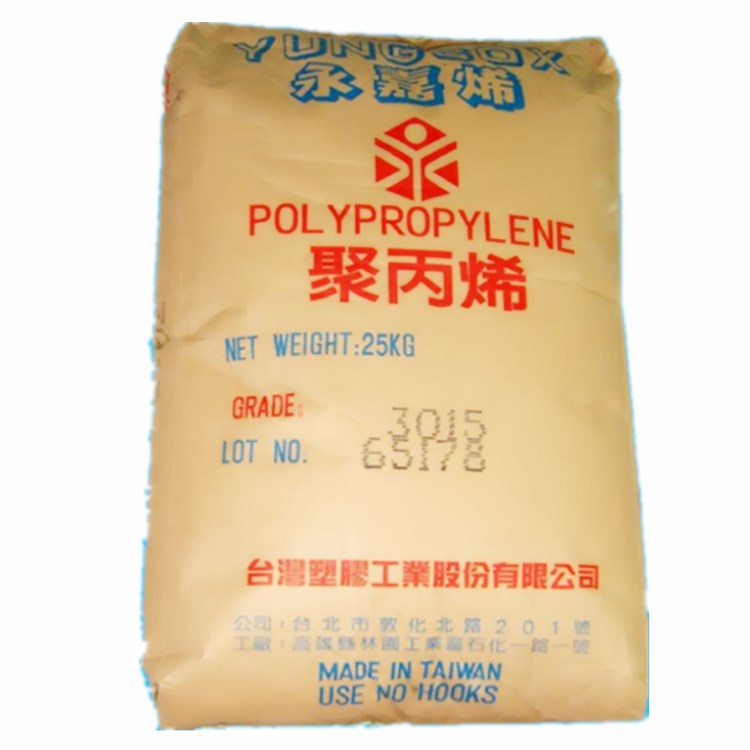 YUNGSOX
永嘉烯
POLYPROPYLENE
聚丙烯
NET WEIGHT:25KG
GRADE: 3015
LOT NO. 65178
台灣塑膠工業股份有限公司
公司:台北市敦化北路201號
工廠:高雄縣林園工業區石化一路一號
MADE IN TAIWAN
USE NO HOOKS